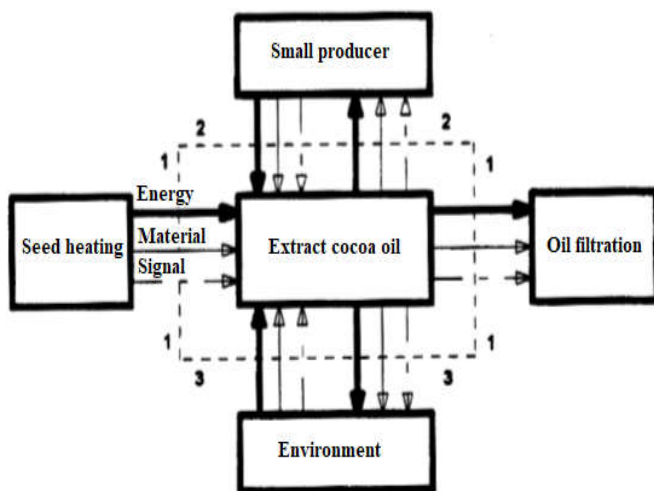 Small producer
2
2
1
1
Energy
Seed heating
Material
Extract cocoa oil
Oil filtration
Signal
1
1
3
3
Environment